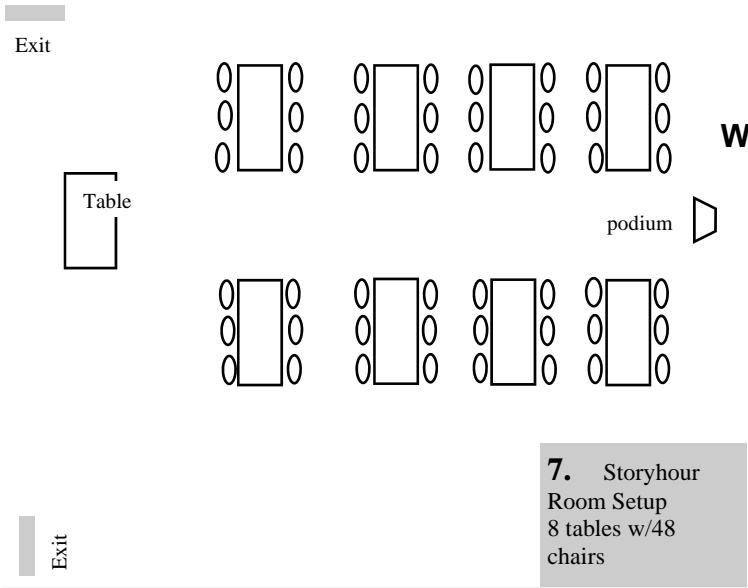 Exit
W
Table
podium
7. Storyhour
Room Setup
8 tables w/48
chairs
Exit